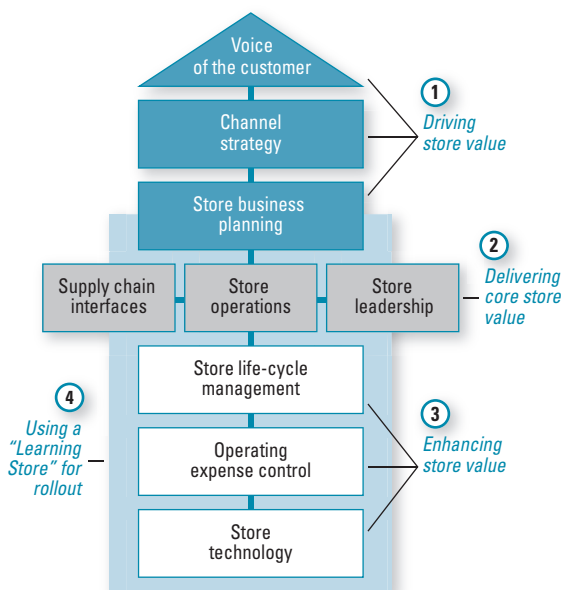 Voice
of the customer
1
Driving
store value
Channel
strategy
Store business
planning
2
Delivering
core store
value
Supply chain
interfaces
Store
operations
Store
leadership
Store life-cycle
management
4
Using a
"Learning
Store" for
rollout
3
Enhancing
store value
Operating
expense control
Store
technology